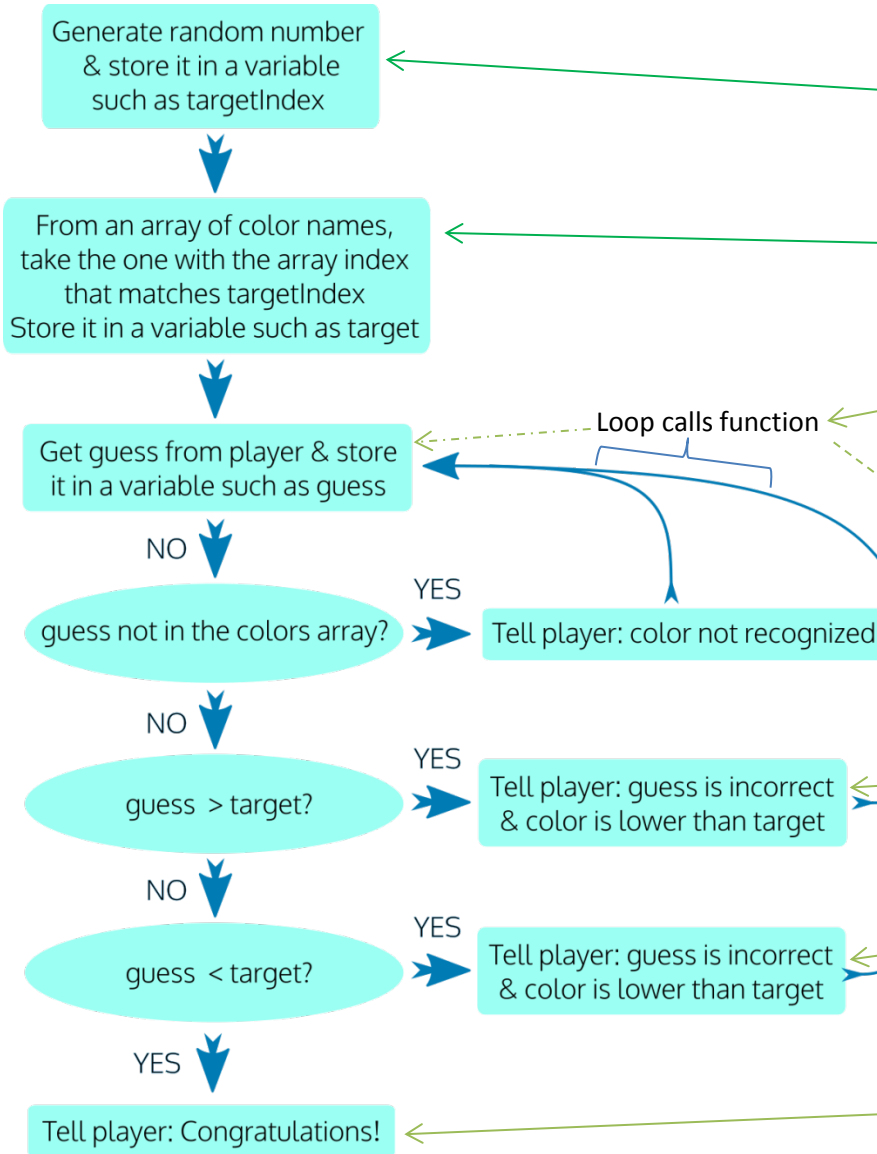 Generate random number
& store it in a variable
such as targetIndex
From an array of color names,
take the one with the array index
that matches targetIndex
Store it in a variable such as target
Loop calls function
Get guess from player & store
it in a variable such as guess
NO
YES
guess not in the colors array?
Tell player: color not recognized
NO
YES
guess > target?
Tell player: guess is incorrect
& color is lower than target
NO
YES
guess < target?
Tell player: guess is incorrect
& color is lower than target
YES
Tell player: Congratulations!